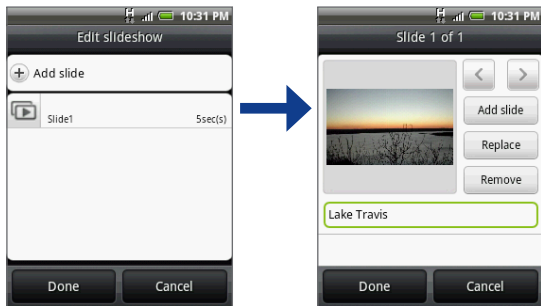 10:31 PM
Edit slideshow
Add slide
Slide1 5sec(s)
Done Cancel
10:31 PM
Slide 1 of 1
Add slide
Replace
Remove
Lake Travis
Done Cancel